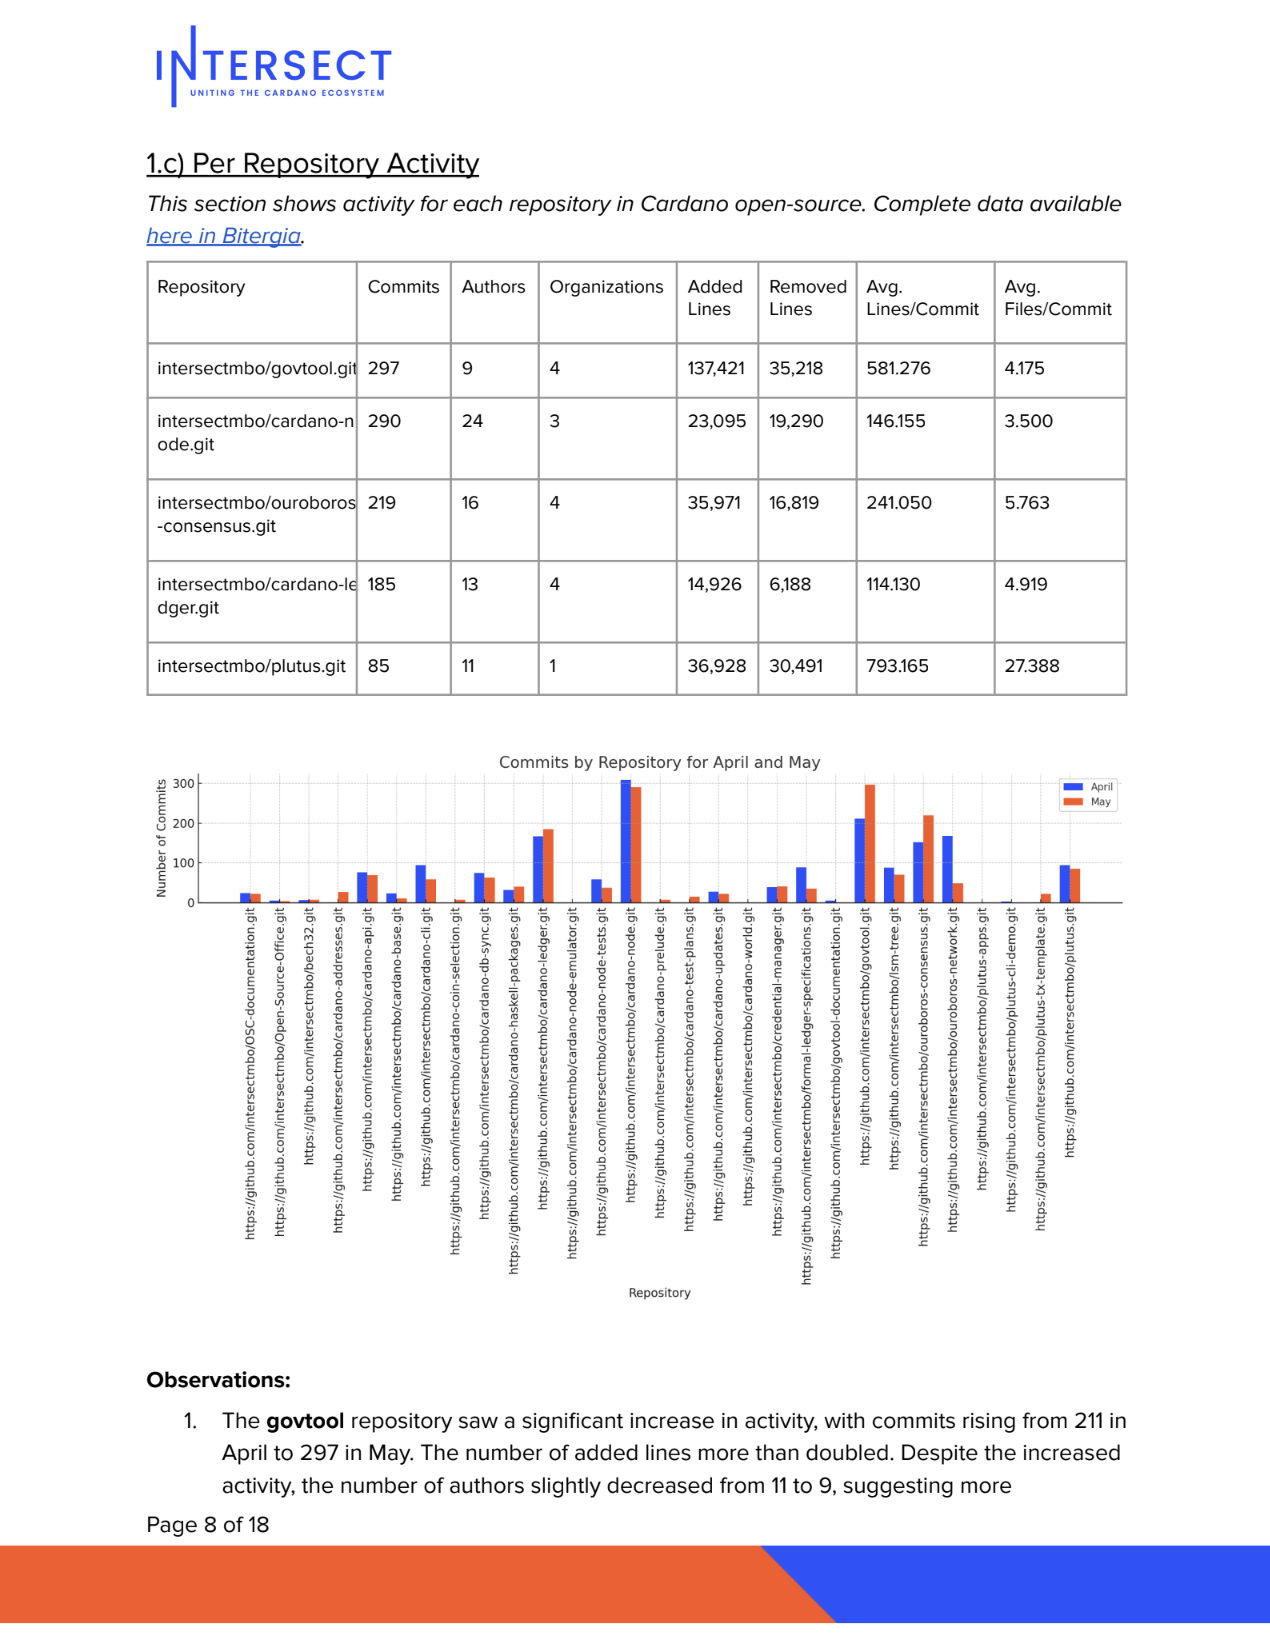 INTERSECT
UNITING THE CARDANO ECOSYSTEM
1.c) Per Repository Activity
This section shows activity for each repository in Cardano open-source. Complete data available
here in Bitergia.
Repository Commits Authors Organizations Added Lines Removed Lines Avg. Lines/Commit Avg. Files/Commit
intersectmbo/govtool.git 297 9 4 137,421 35,218 581.276 4.175
intersectmbo/cardano-n 290 24 3 23,095 19,290 146.155 3.500
ode.git
intersectmbo/ouroboros 219 16 4 35,971 16,819 241.050 5.763
-consensus.git
intersectmbo/cardano-le 185 13 4 14,926 6,188 114.130 4.919
dger.git
intersectmbo/plutus.git 85 11 1 36,928 30,491 793.165 27.388
Commits by Repository for April and May
Number of Commits
300
200
100
0
April
May
https://github.com/intersectmbo/OSC-documentation.git
https://github.com/intersectmbo/Open-Source-Office.git
https://github.com/intersectmbo/bech32.git
https://github.com/intersectmbo/cardano-addresses.git
https://github.com/intersectmbo/cardano-api.git
https://github.com/intersectmbo/cardano-base.git
https://github.com/intersectmbo/cardano-cli.git
https://github.com/intersectmbo/cardano-coin-selection.git
https://github.com/intersectmbo/cardano-db-sync.git
https://github.com/intersectmbo/cardano-haskell-packages.git
https://github.com/intersectmbo/cardano-ledger.git
https://github.com/intersectmbo/cardano-node-emulator.git
https://github.com/intersectmbo/cardano-node-tests.git
https://github.com/intersectmbo/cardano-node.git
https://github.com/intersectmbo/cardano-prelude.git
https://github.com/intersectmbo/cardano-test-plans.git
https://github.com/intersectmbo/cardano-updates.git
https://github.com/intersectmbo/cardano-world.git
https://github.com/intersectmbo/credential-manager.git
https://github.com/intersectmbo/formal-ledger-specifications.git
https://github.com/intersectmbo/govtool-documentation.git
https://github.com/intersectmbo/govtool.git
https://github.com/intersectmbo/lsm-tree.git
https://github.com/intersectmbo/ouroboros-consensus.git
https://github.com/intersectmbo/ouroboros-network.git
https://github.com/intersectmbo/plutus-apps.git
https://github.com/intersectmbo/plutus-cli-demo.git
https://github.com/intersectmbo/plutus-tx-template.git
https://github.com/intersectmbo/plutus.git
Repository
Observations:
1. The govtool repository saw a significant increase in activity, with commits rising from 211 in
April to 297 in May. The number of added lines more than doubled. Despite the increased
activity, the number of authors slightly decreased from 11 to 9, suggesting more
Page 8 of 18